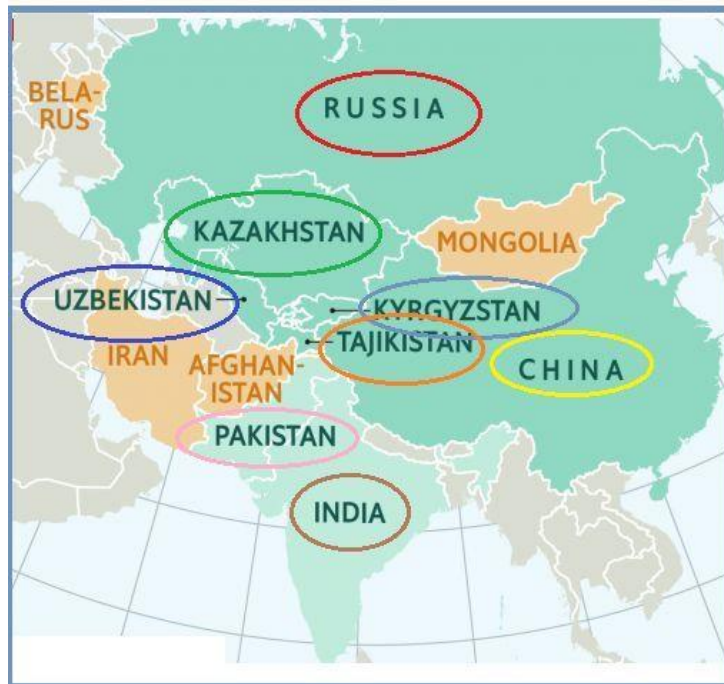 BELA-
RUS
RUSSIA
KAZAKHSTAN
MONGOLIA
UZBEKISTAN
KYRGYZSTAN
IRAN
TAJIKISTAN
AFGHAN-
ISTAN
CHINA
PAKISTAN
INDIA